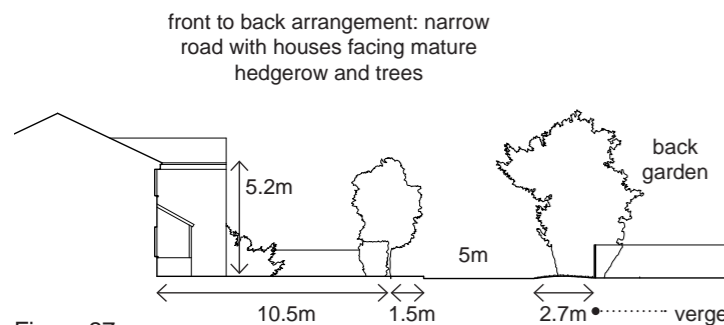 front to back arrangement: narrow
road with houses facing mature
hedgerow and trees
back
garden
5.2m
5m
10.5m
1.5m
2.7m
verge